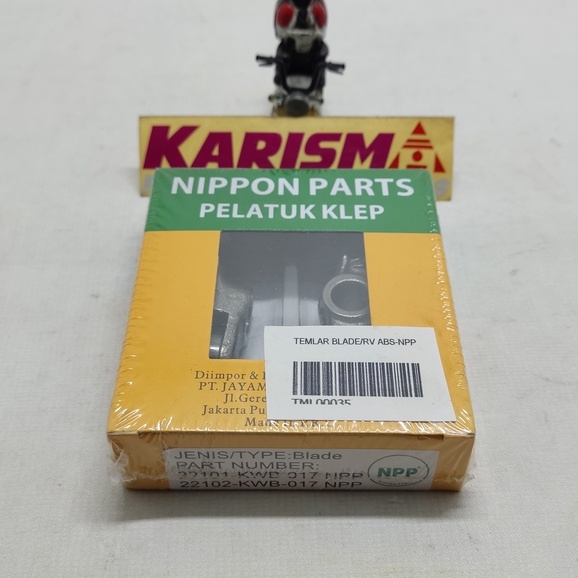 KARISMA
NIPPON PARTS
PELATUK KLEP
TEMLAR BLADE/RV ABS-NPP
TML00035
Diimpor &
PT. JAYAM
Jl.Gere
Jakarta Pu
JENIS/TYPE:Blade
PART NUMBER:
22101-KWB-017 NPP
22102-KWB-017 NPP
NPP